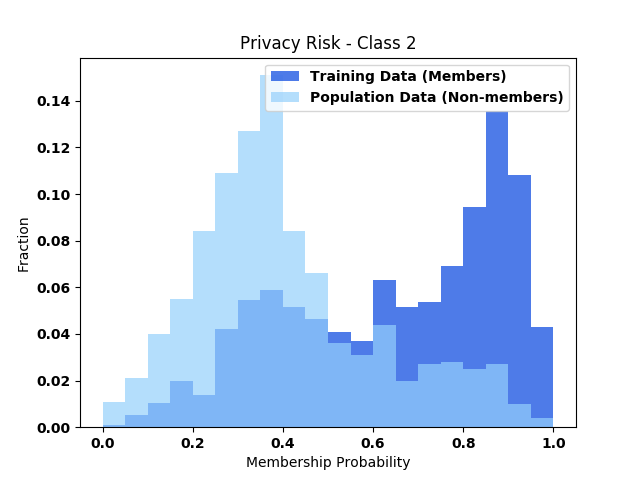 Privacy Risk - Class 2
Training Data (Members)
Population Data (Non-members)
Fraction
0.14
0.12
0.10
0.08
0.06
0.04
0.02
0.00
0.0 0.2 0.4 0.6 0.8 1.0
Membership Probability